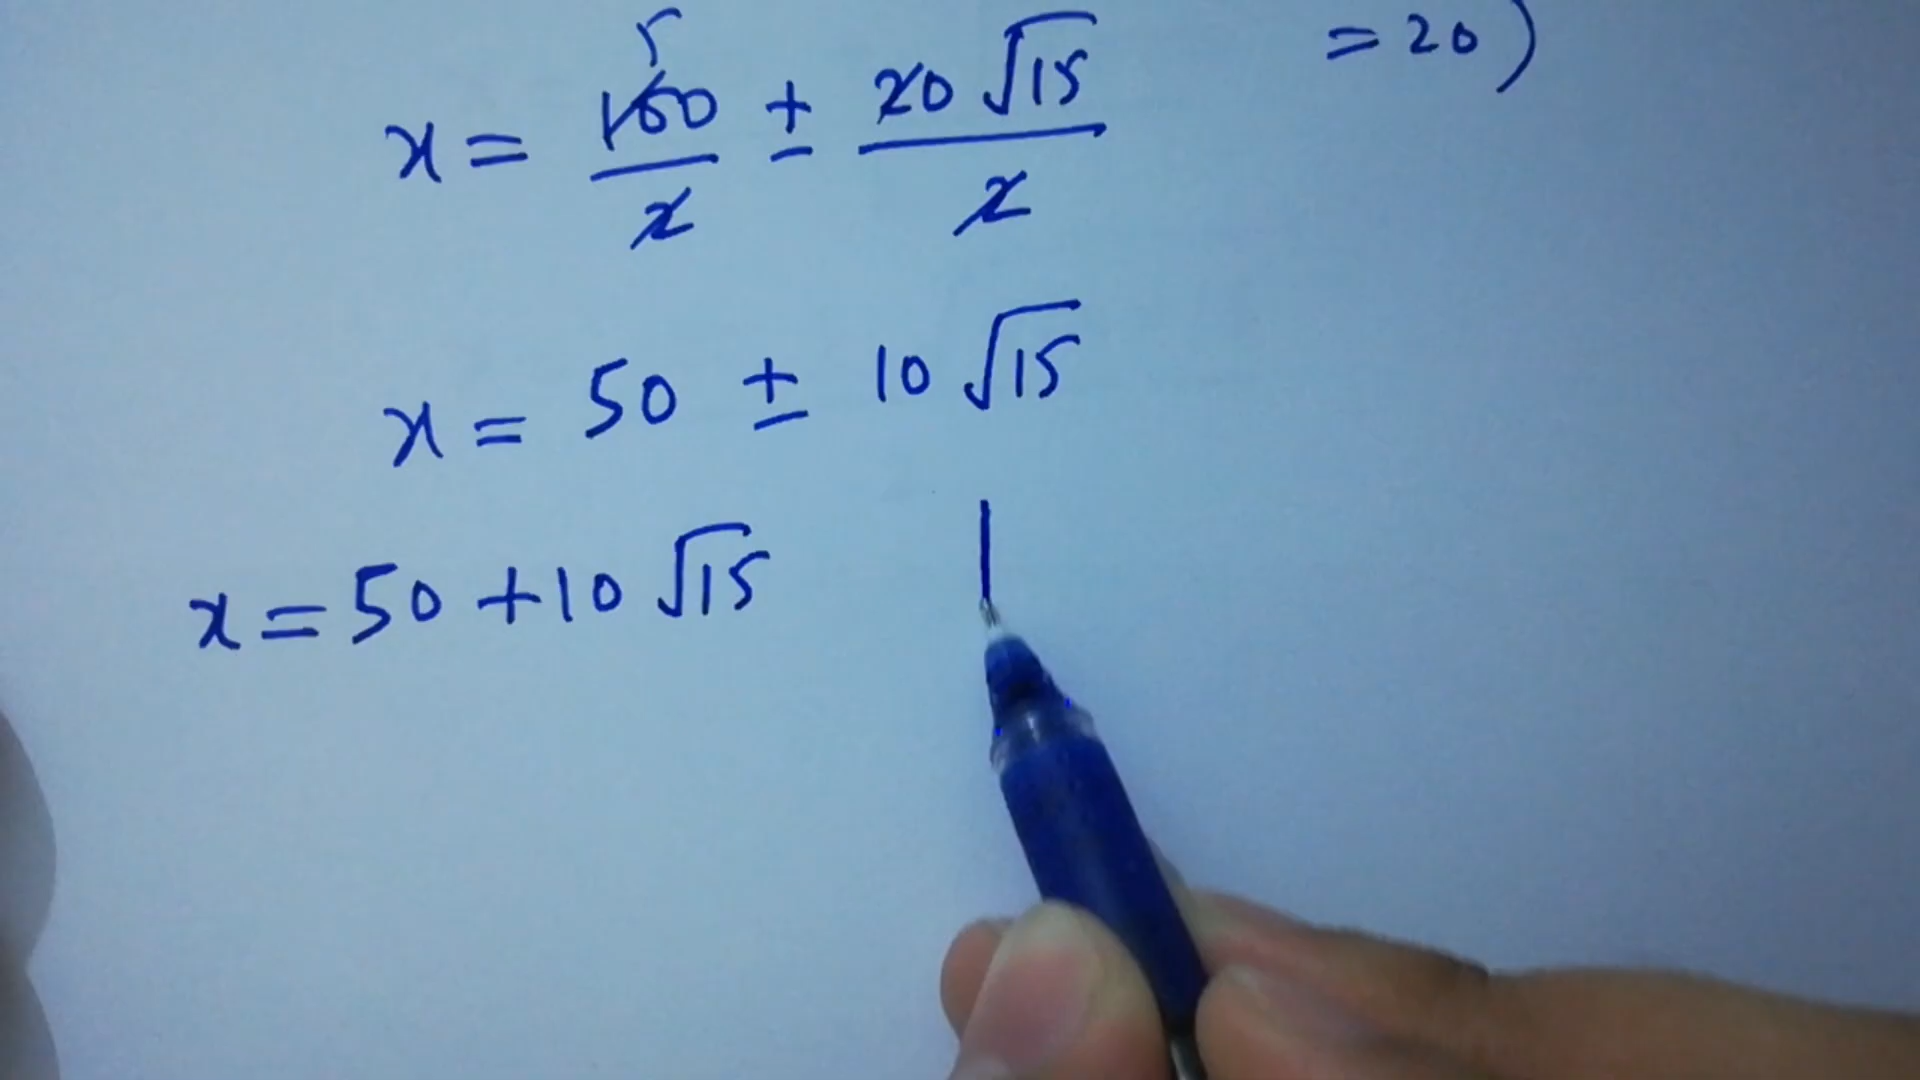 x = 100/2 ± 20√15/2 = 20)
x = 50 ± 10√15
x = 50 + 10√15 |